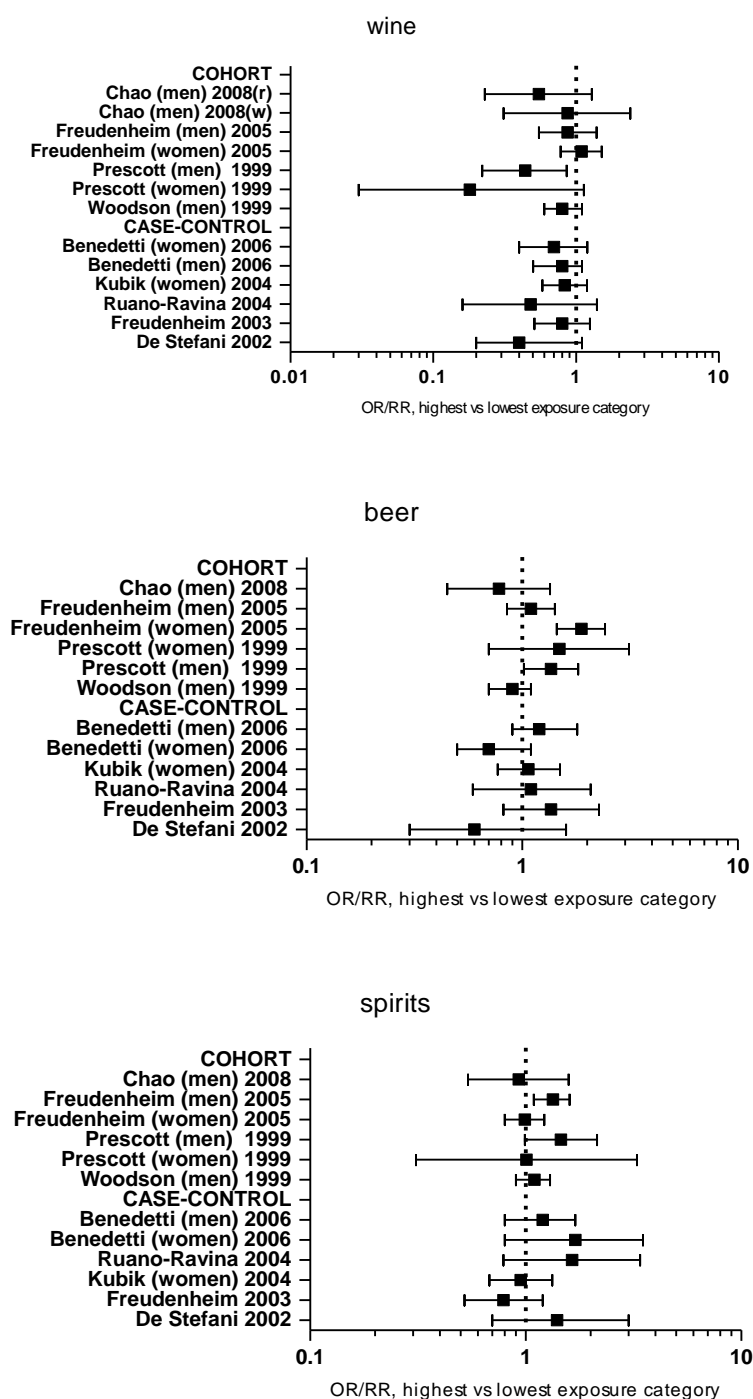 wine
COHORT
Chao (men) 2008(r)
Chao (men) 2008(w)
Freudenheim (men) 2005
Freudenheim (women) 2005
Prescott (men)  1999
Prescott (women) 1999
Woodson (men) 1999
CASE-CONTROL
Benedetti (women) 2006
Benedetti (men) 2006
Kubik (women) 2004
Ruano-Ravina 2004
Freudenheim 2003
De Stefani 2002
0.01 0.1 1 10
OR/RR, highest vs lowest exposure category
beer
COHORT
Chao (men) 2008
Freudenheim (men) 2005
Freudenheim (women) 2005
Prescott (women) 1999
Prescott (men)  1999
Woodson (men) 1999
CASE-CONTROL
Benedetti (men) 2006
Benedetti (women) 2006
Kubik (women) 2004
Ruano-Ravina 2004
Freudenheim 2003
De Stefani 2002
0.1 1 10
OR/RR, highest vs lowest exposure category
spirits
COHORT
Chao (men) 2008
Freudenheim (men) 2005
Freudenheim (women) 2005
Prescott (men)  1999
Prescott (women) 1999
Woodson (men) 1999
CASE-CONTROL
Benedetti (men) 2006
Benedetti (women) 2006
Ruano-Ravina 2004
Kubik (women) 2004
Freudenheim 2003
De Stefani 2002
0.1 1 10
OR/RR, highest vs lowest exposure category